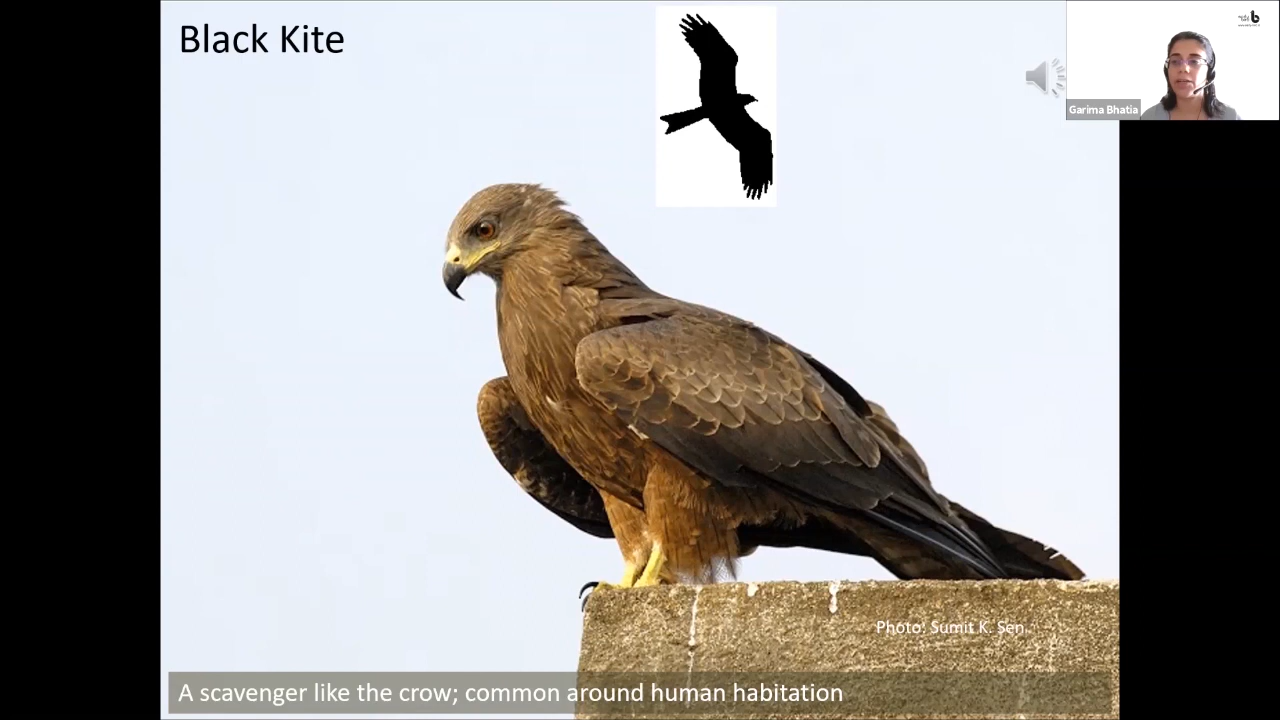 Black Kite
Garima Bhatia
Photo: Sumit K. Sen
A scavenger like the crow; common around human habitation